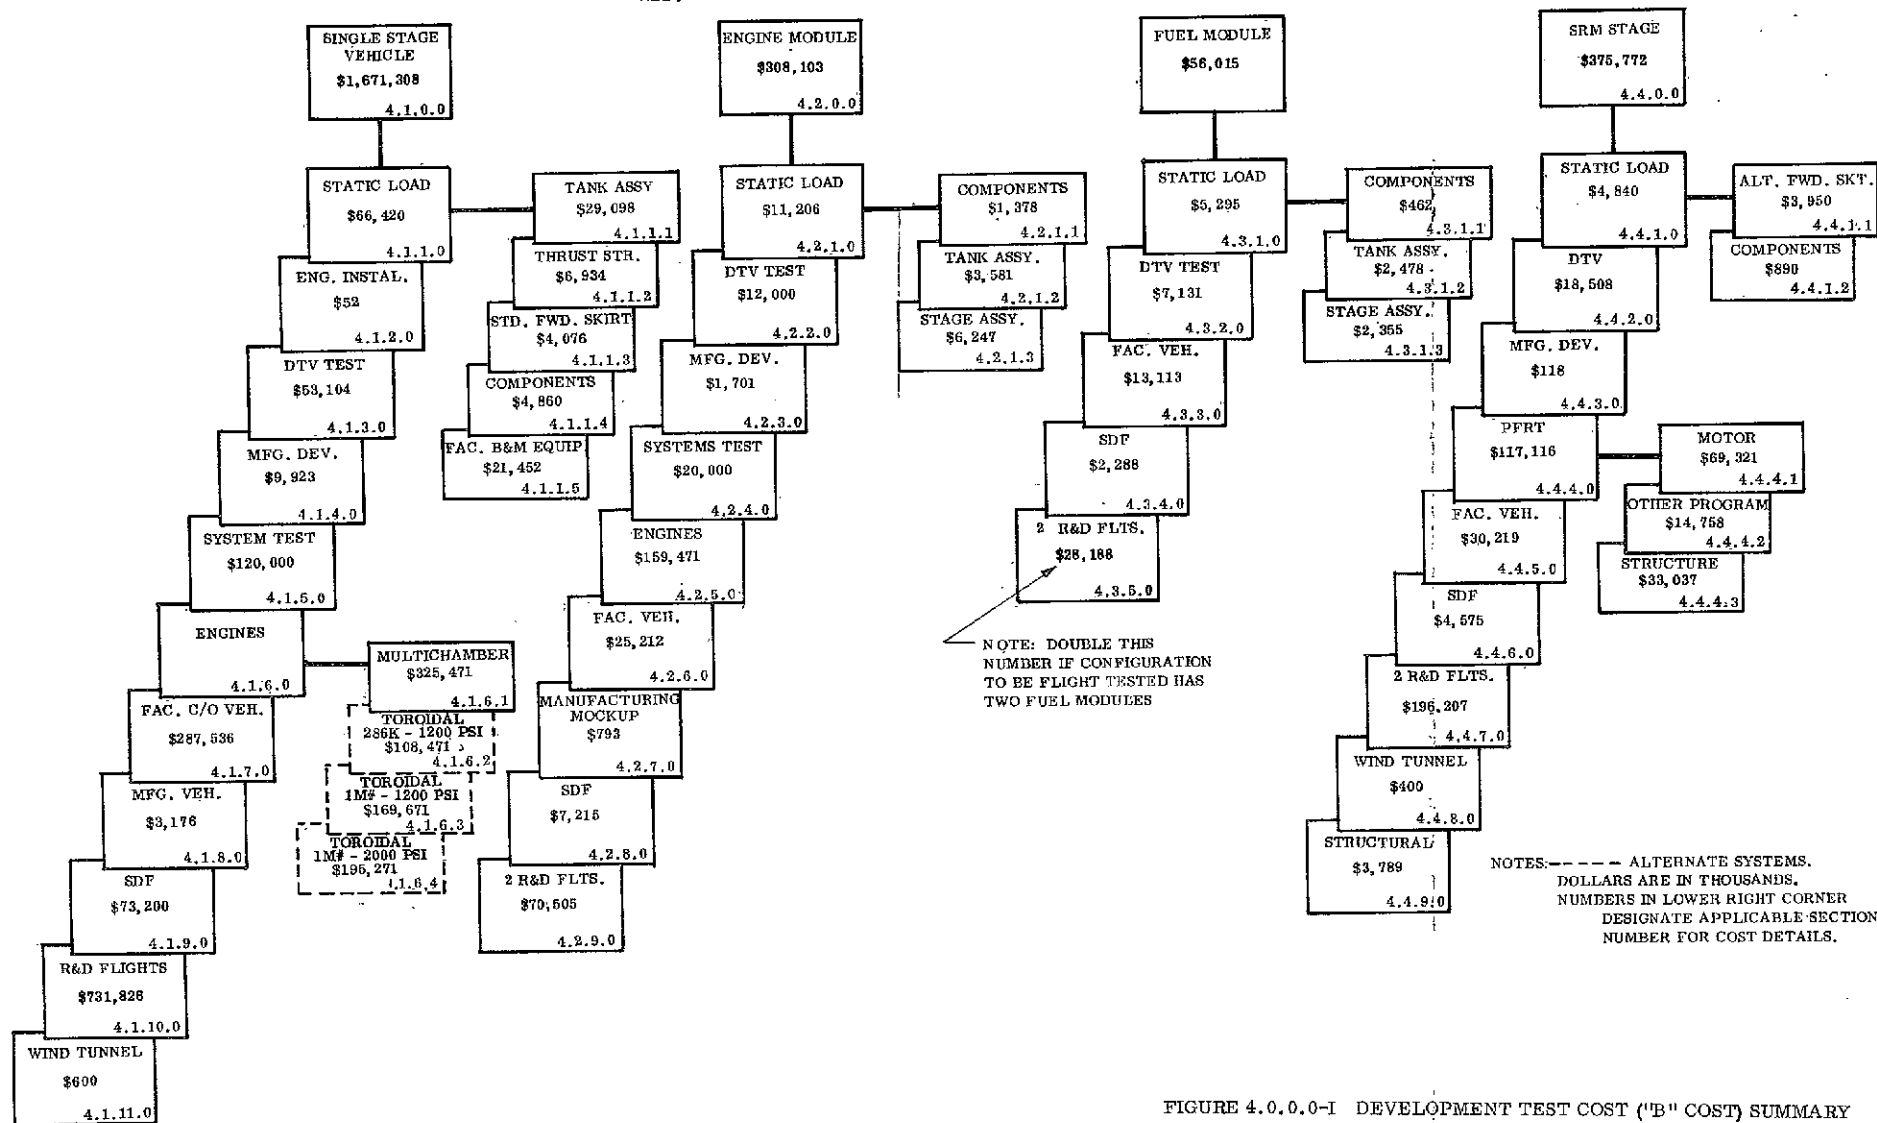 SINGLE STAGE
VEHICLE
$1,671,308
4.1.0.0
STATIC LOAD
$66,420
4.1.1.0
TANK ASSY
$29,098
4.1.1.1
THRUST STR.
$6,934
4.1.1.2
STD. FWD. SKIRT
$4,076
4.1.1.3
COMPONENTS
$4,860
4.1.1.4
FAC. B&M EQUIP.
$21,452
4.1.1.5
ENG. INSTAL.
$52
4.1.2.0
DTV TEST
$53,104
4.1.3.0
MFG. DEV.
$9,923
4.1.4.0
SYSTEM TEST
$120,000
4.1.5.0
ENGINES
4.1.6.0
MULTICHAMBER
$325,471
4.1.6.1
TOROIDAL
286K - 1200 PSI
$108,471
4.1.6.2
TOROIDAL
1M# - 1200 PSI
$169,671
4.1.6.3
TOROIDAL
1M# - 2000 PSI
$195,271
4.1.6.4
FAC. C/O VEH.
$287,536
4.1.7.0
MFG. VEH.
$3,176
4.1.8.0
SDF
$73,200
4.1.9.0
R&D FLIGHTS
$731,826
4.1.10.0
WIND TUNNEL
$600
4.1.11.0
ENGINE MODULE
$308,103
4.2.0.0
STATIC LOAD
$11,206
4.2.1.0
COMPONENTS
$1,378
4.2.1.1
TANK ASSY.
$3,581
4.2.1.2
STAGE ASSY.
$6,247
4.2.1.3
DTV TEST
$12,000
4.2.2.0
MFG. DEV.
$1,701
4.2.3.0
SYSTEMS TEST
$20,000
4.2.4.0
ENGINES
$159,471
4.2.5.0
FAC. VEH.
$25,212
4.2.6.0
MANUFACTURING
MOCKUP
$793
4.2.7.0
SDF
$7,215
4.2.8.0
2 R&D FLTS.
$70,505
4.2.9.0
FUEL MODULE
$56,015
STATIC LOAD
$5,295
4.3.1.0
COMPONENTS
$462
4.3.1.1
TANK ASSY.
$2,478
4.3.1.2
STAGE ASSY.
$2,355
4.3.1.3
DTV TEST
$7,131
4.3.2.0
FAC. VEH.
$13,113
4.3.3.0
SDF
$2,288
4.3.4.0
2 R&D FLTS.
$28,188
4.3.5.0
NOTE: DOUBLE THIS
NUMBER IF CONFIGURATION
TO BE FLIGHT TESTED HAS
TWO FUEL MODULES
SRM STAGE
$375,772
4.4.0.0
STATIC LOAD
$4,840
4.4.1.0
ALT. FWD. SKT.
$3,950
4.4.1.1
COMPONENTS
$890
4.4.1.2
DTV
$18,508
4.4.2.0
MFG. DEV.
$118
4.4.3.0
PFRT
$117,116
4.4.4.0
MOTOR
$69,321
4.4.4.1
OTHER PROGRAM
$14,758
4.4.4.2
STRUCTURE
$33,037
4.4.4.3
FAC. VEH.
$30,219
4.4.5.0
SDF
$4,575
4.4.6.0
2 R&D FLTS.
$196,207
4.4.7.0
WIND TUNNEL
$400
4.4.8.0
STRUCTURAL
$3,789
4.4.9.0
NOTES: - - - - - ALTERNATE SYSTEMS.
DOLLARS ARE IN THOUSANDS.
NUMBERS IN LOWER RIGHT CORNER
DESIGNATE APPLICABLE SECTION
NUMBER FOR COST DETAILS.
FIGURE 4.0.0.0-I DEVELOPMENT TEST COST ("B" COST) SUMMARY